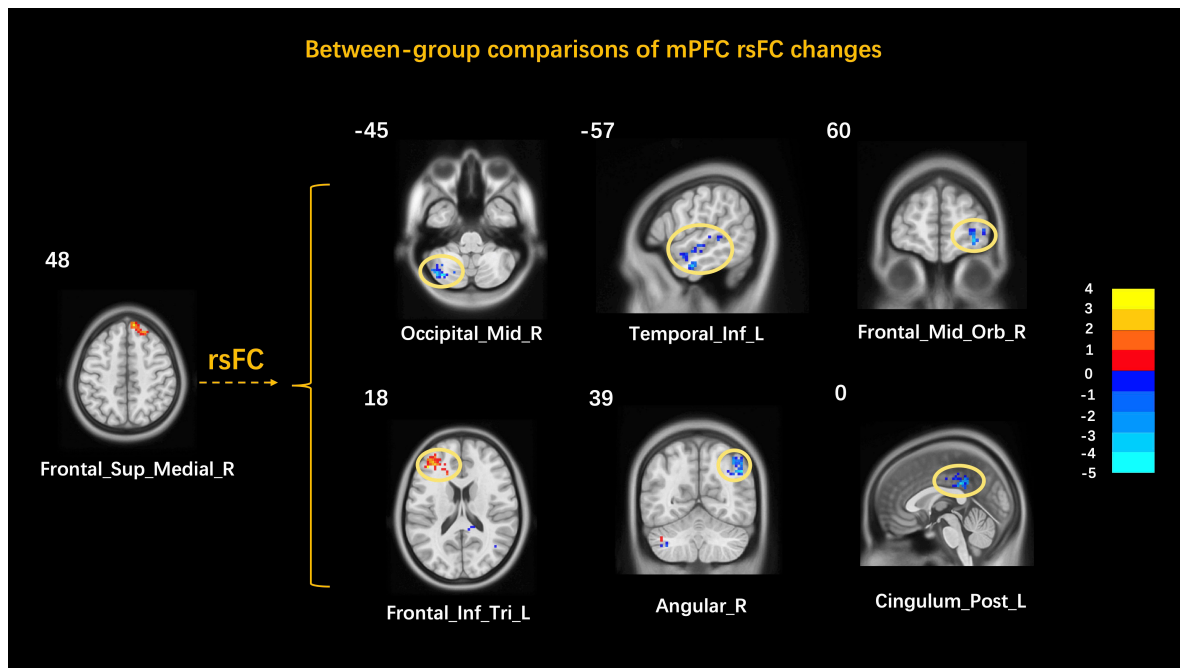 Between-group comparisons of mPFC rsFC changes
-45
-57
60
Occipital_Mid_R
Temporal_Inf_L
Frontal_Mid_Orb_R
48
rsFC
Frontal_Sup_Medial_R
18
39
0
Frontal_Inf_Tri_L
Angular_R
Cingulum_Post_L
4
3
2
1
0
-1
-2
-3
-4
-5